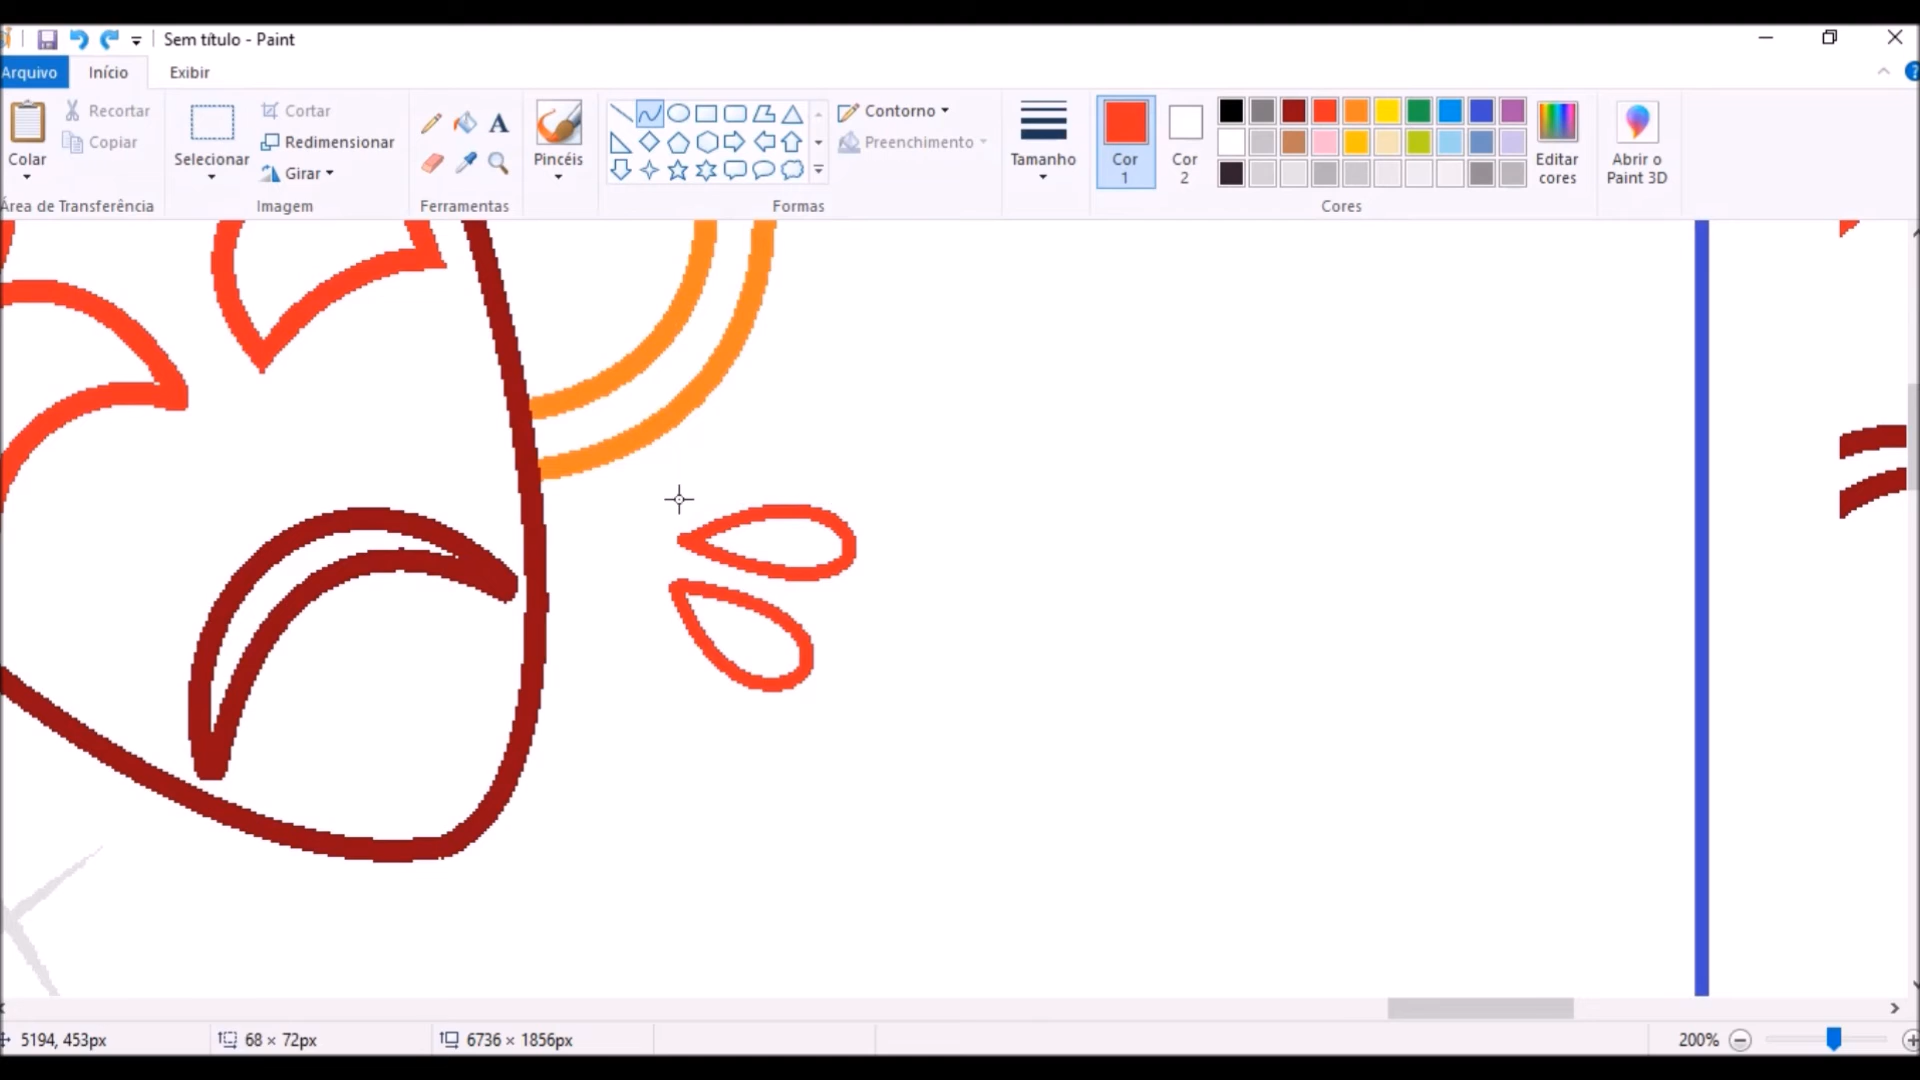 Sem título - Paint
Arquivo Início Exibir
Colar
Recortar
Copiar
Área de Transferência
Selecionar
Cortar
Redimensionar
Girar
Imagem
A
Ferramentas
Pincéis
Contorno
Preenchimento
Formas
Tamanho
Cor
1
Cor
2
Editar
cores
Cores
Abrir o
Paint 3D
5194, 453px 68 × 72px 6736 × 1856px 200%